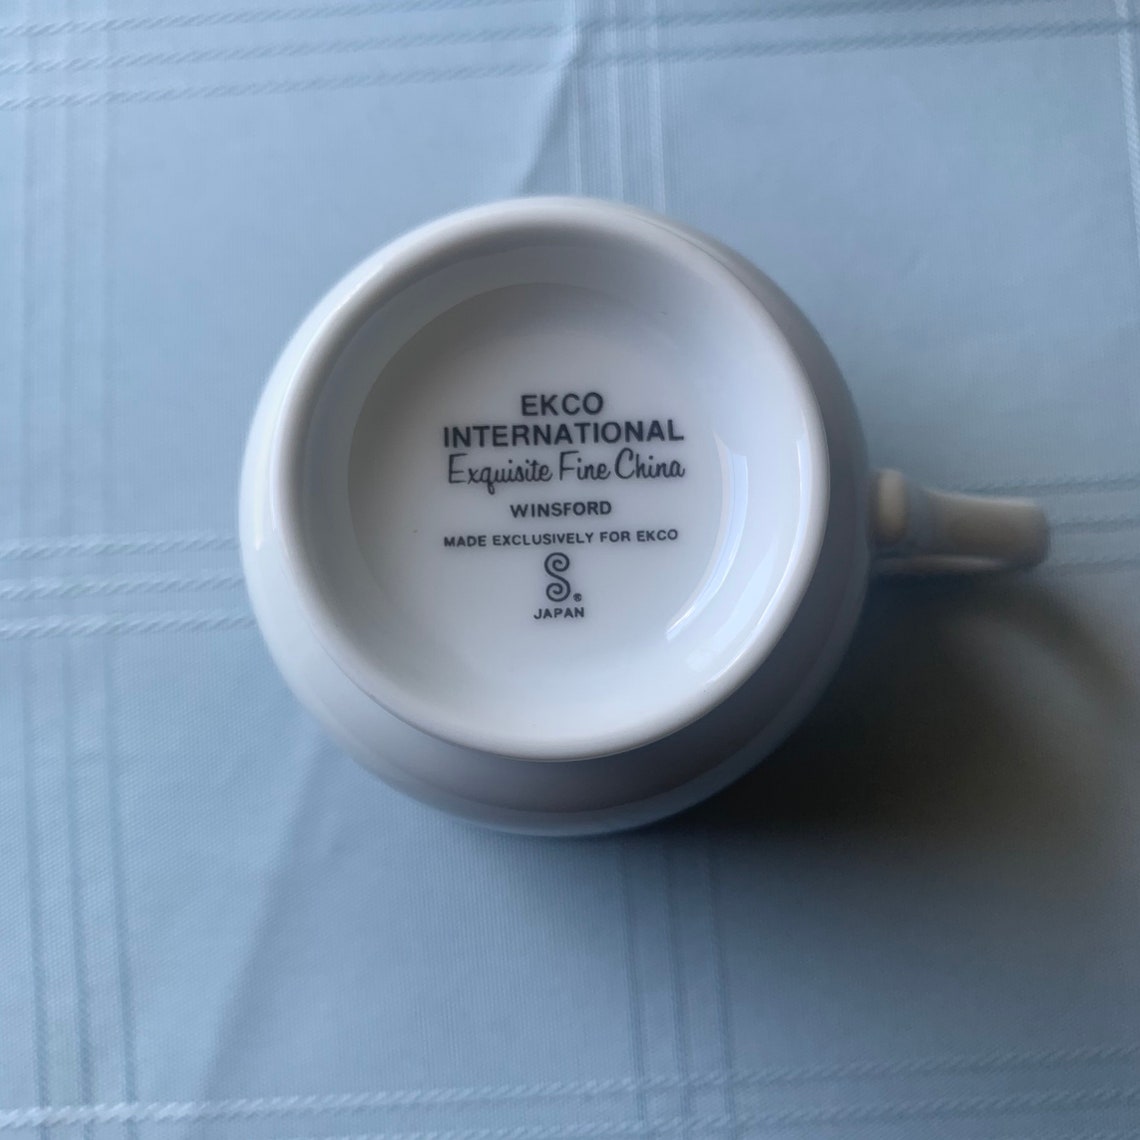 EKCO
INTERNATIONAL
Exquisite Fine China
WINSFORD
MADE EXCLUSIVELY FOR EKCO
S®
JAPAN